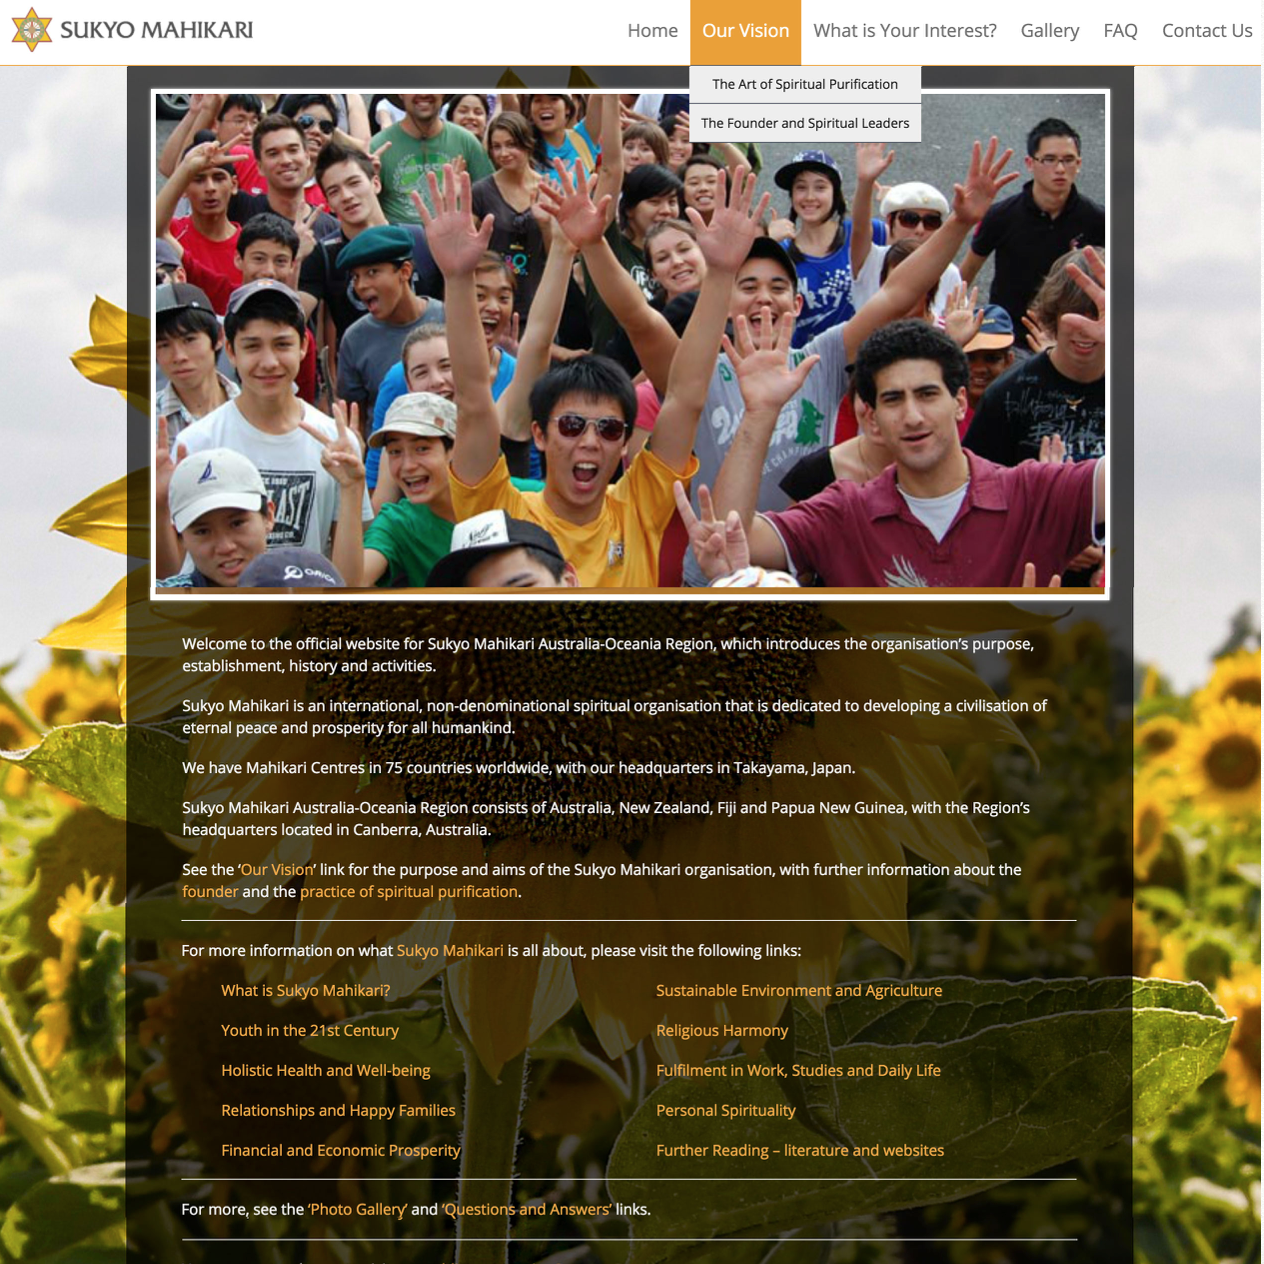 SUKYO MAHIKARI
Home Our Vision What is Your Interest? Gallery FAQ Contact Us
The Art of Spiritual Purification
The Founder and Spiritual Leaders
Welcome to the official website for Sukyo Mahikari Australia-Oceania Region, which introduces the organisation’s purpose,
establishment, history and activities.
Sukyo Mahikari is an international, non-denominational spiritual organisation that is dedicated to developing a civilisation of
eternal peace and prosperity for all humankind.
We have Mahikari Centres in 75 countries worldwide, with our headquarters in Takayama, Japan.
Sukyo Mahikari Australia-Oceania Region consists of Australia, New Zealand, Fiji and Papua New Guinea, with the Region’s
headquarters located in Canberra, Australia.
See the ‘Our Vision’ link for the purpose and aims of the Sukyo Mahikari organisation, with further information about the
founder and the practice of spiritual purification.
For more information on what Sukyo Mahikari is all about, please visit the following links:
What is Sukyo Mahikari?
Sustainable Environment and Agriculture
Youth in the 21st Century
Religious Harmony
Holistic Health and Well-being
Fulfilment in Work, Studies and Daily Life
Relationships and Happy Families
Personal Spirituality
Financial and Economic Prosperity
Further Reading – literature and websites
For more, see the ‘Photo Gallery’ and ‘Questions and Answers’ links.